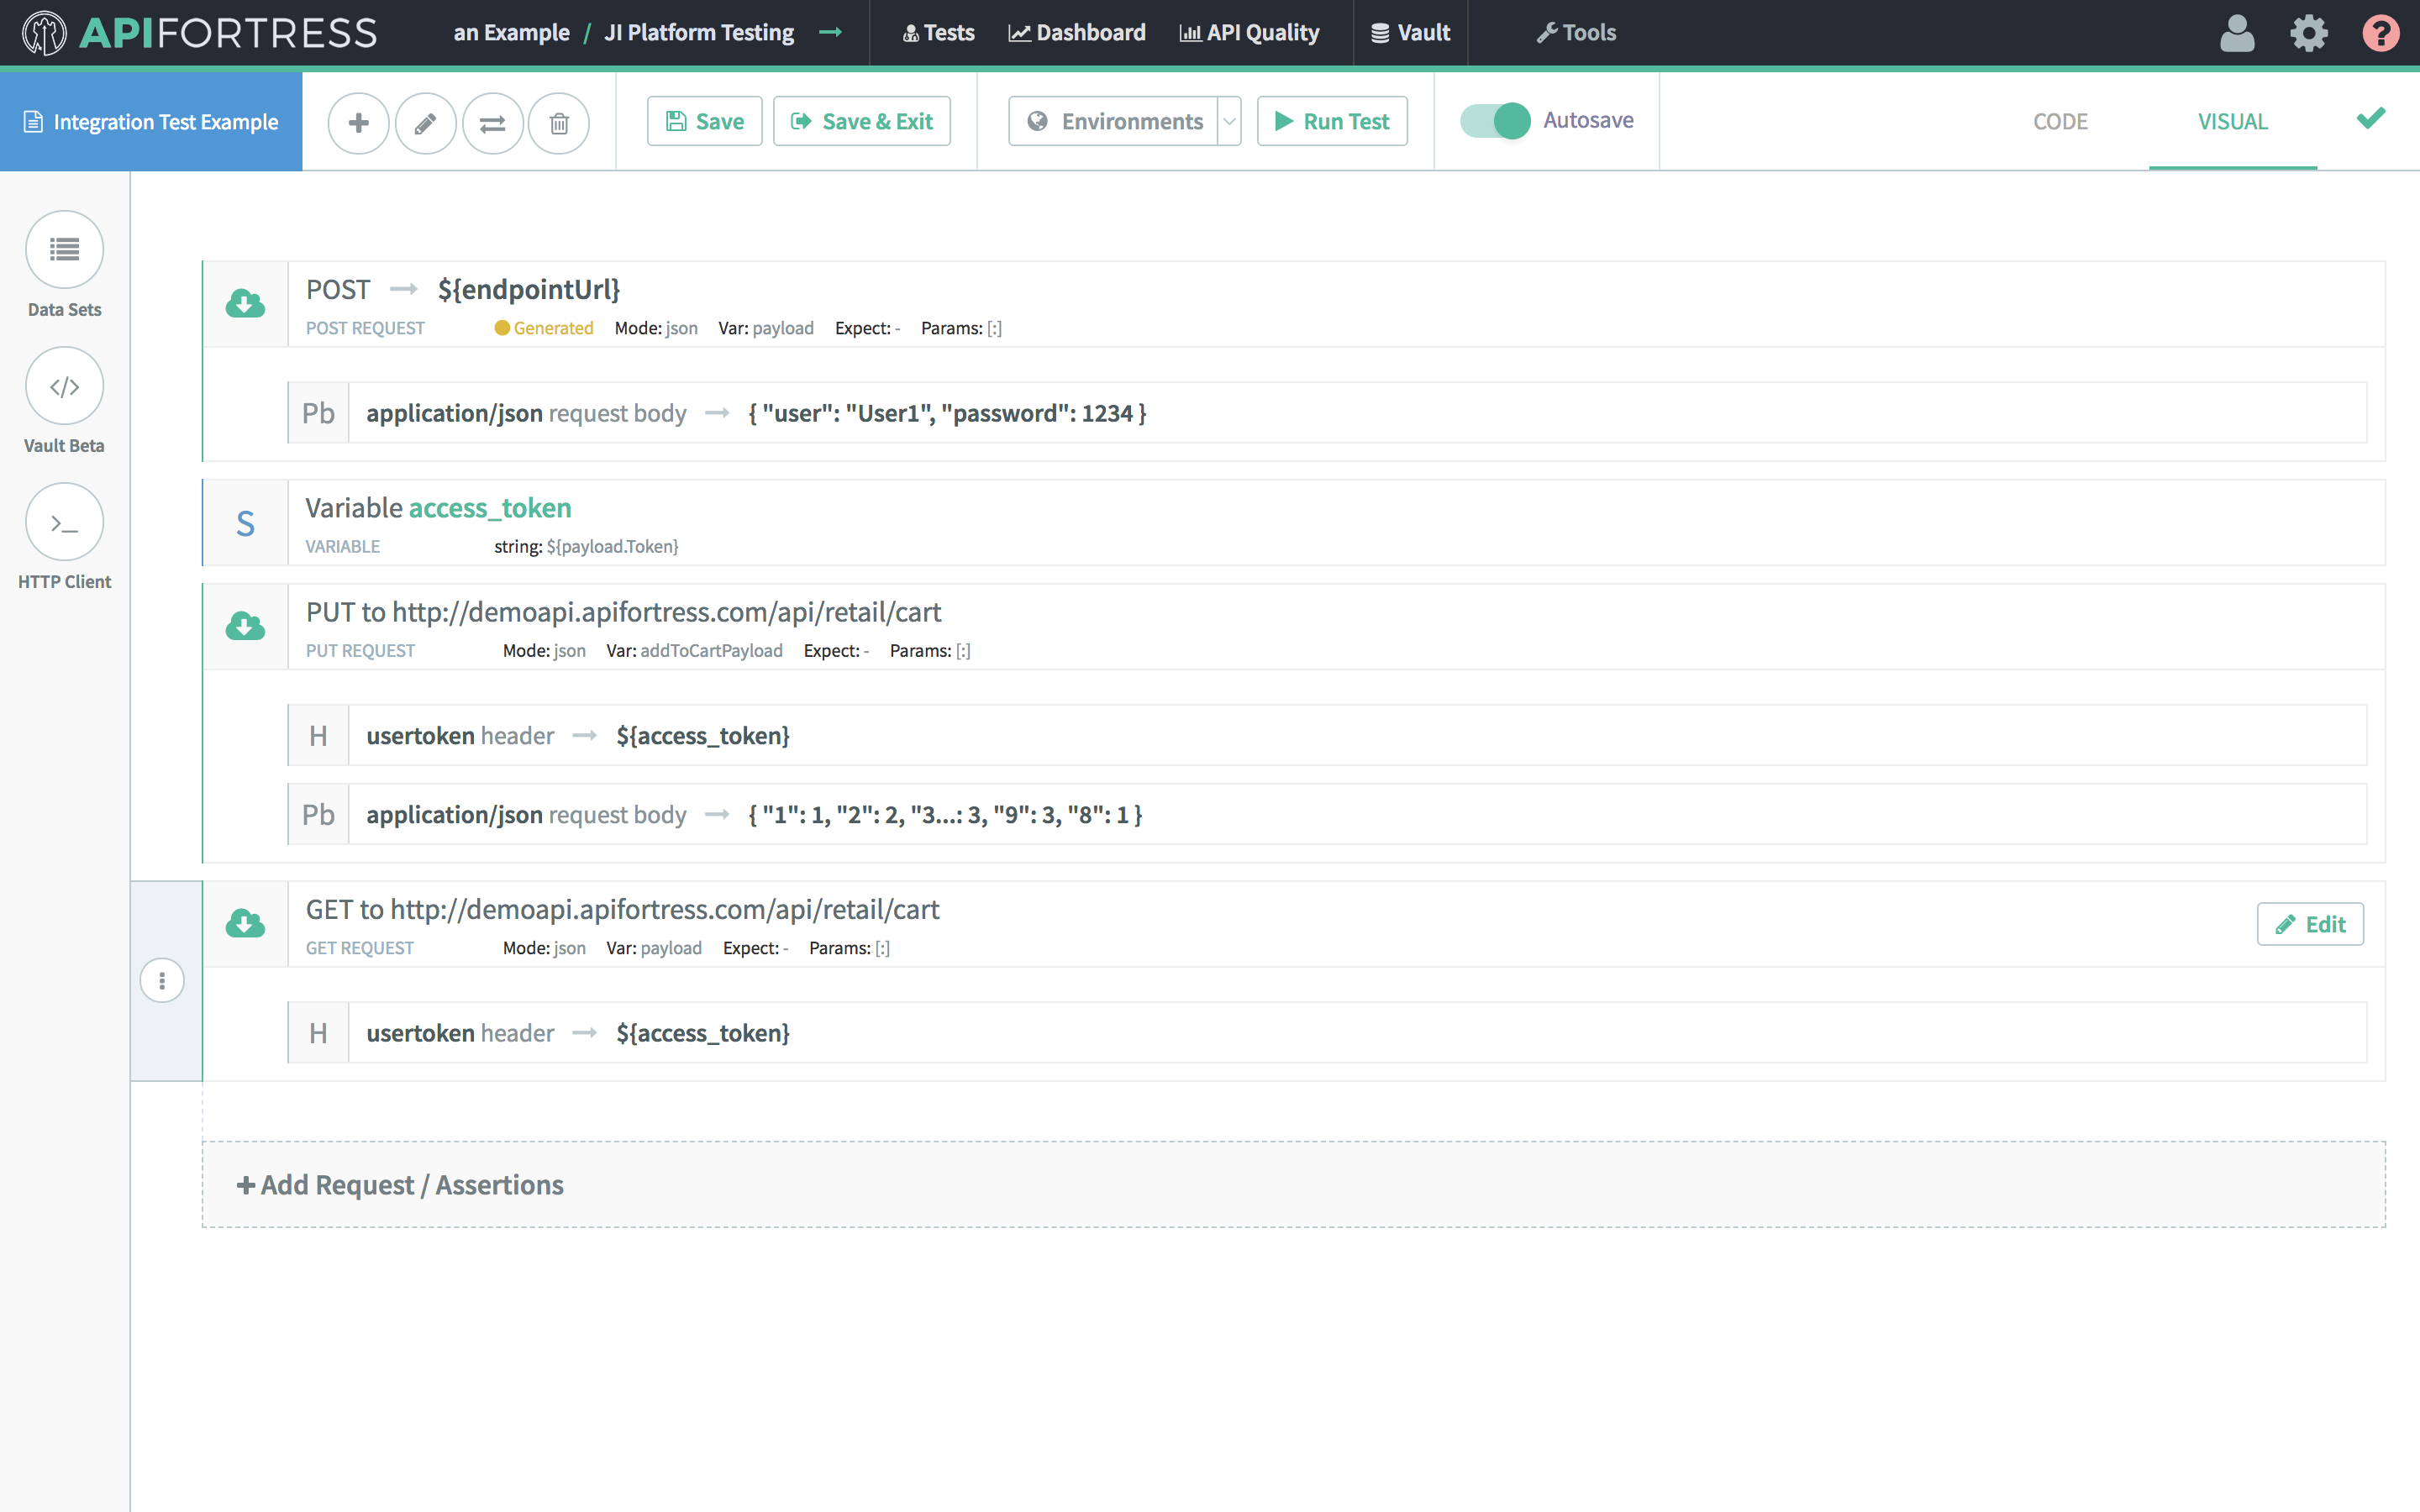 APIFORTRESS an Example / JI Platform Testing Tests Dashboard API Quality Vault Tools ?
Integration Test Example Save Save & Exit Environments Run Test Autosave CODE VISUAL
Data Sets
Vault Beta
HTTP Client
POST → ${endpointUrl}
POST REQUEST Generated Mode: json Var: payload Expect: - Params: [:]
Pb application/json request body → { "user": "User1", "password": 1234 }
S Variable access_token
VARIABLE string: ${payload.Token}
PUT to http://demoapi.apifortress.com/api/retail/cart
PUT REQUEST Mode: json Var: addToCartPayload Expect: - Params: [:]
H usertoken header → ${access_token}
Pb application/json request body → { "1": 1, "2": 2, "3...: 3, "9": 3, "8": 1 }
GET to http://demoapi.apifortress.com/api/retail/cart
Edit
GET REQUEST Mode: json Var: payload Expect: - Params: [:]
H usertoken header → ${access_token}
+ Add Request / Assertions